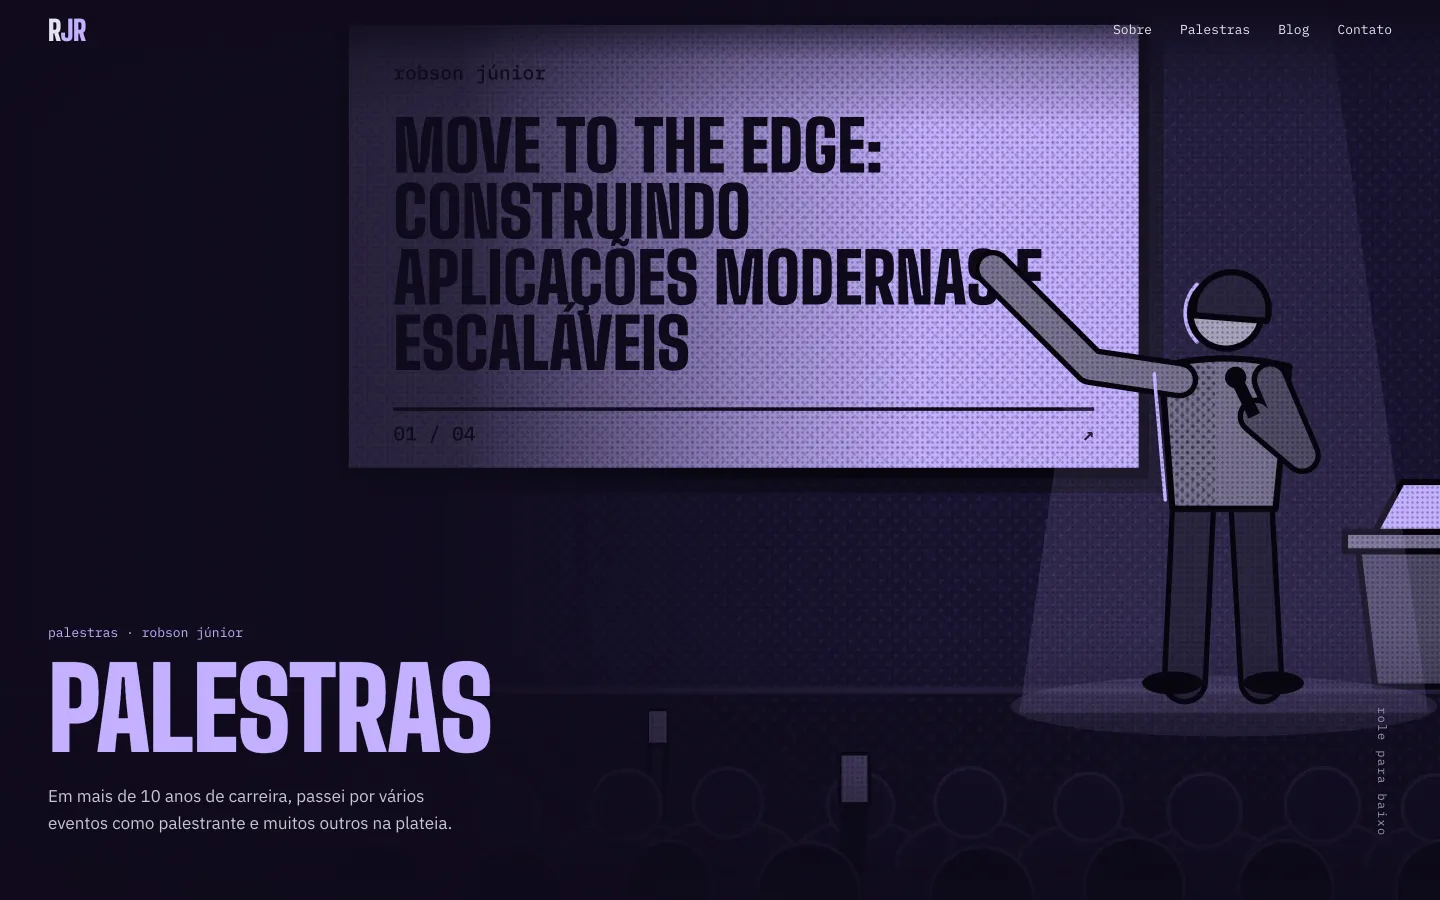 RJR
Sobre
Palestras
Blog
Contato
robson júnior
MOVE TO THE EDGE:
CONSTRUINDO
APLICAÇÕES MODERNAS E
ESCALÁVEIS
01 / 04
↗
palestras · robson júnior
PALESTRAS
Em mais de 10 anos de carreira, passei por vários
eventos como palestrante e muitos outros na plateia.
role para baixo